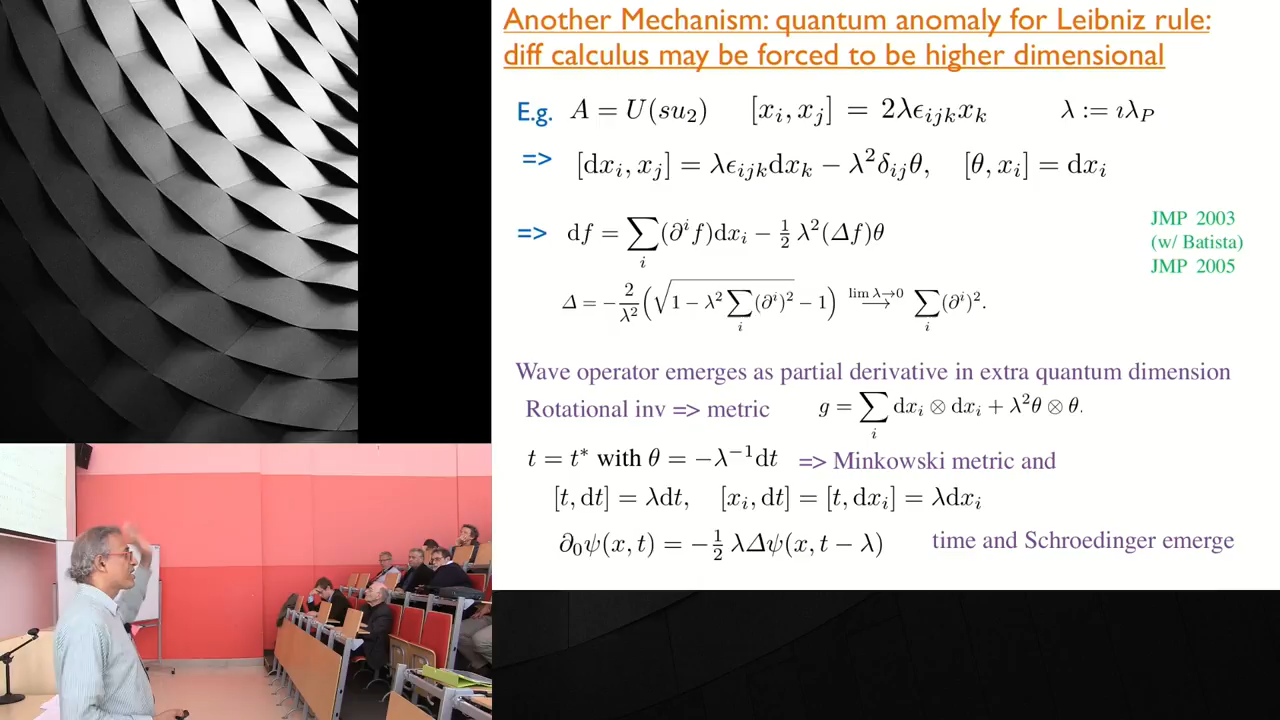 Another Mechanism: quantum anomaly for Leibniz rule:
diff calculus may be forced to be higher dimensional
E.g. A = U(su₂) [xᵢ, xⱼ] = 2λϵᵢⱼₖxₖ λ := ıλ_P
=> [dxᵢ, xⱼ] = λϵᵢⱼₖdxₖ − λ²δᵢⱼθ, [θ, xᵢ] = dxᵢ
=> df = ∑ᵢ(∂ⁱf)dxᵢ − ½ λ²(Δf)θ
JMP 2003
(w/ Batista)
JMP 2005
Δ = −2/λ² (√(1 − λ² ∑ᵢ(∂ⁱ)²) − 1) lim λ→0 ⟶ ∑ᵢ(∂ⁱ)².
Wave operator emerges as partial derivative in extra quantum dimension
Rotational inv => metric g = ∑ᵢ dxᵢ ⊗ dxᵢ + λ²θ ⊗ θ.
t = t* with θ = −λ⁻¹dt => Minkowski metric and
[t, dt] = λdt, [xᵢ, dt] = [t, dxᵢ] = λdxᵢ
∂₀ψ(x, t) = −½ λΔψ(x, t − λ) time and Schroedinger emerge